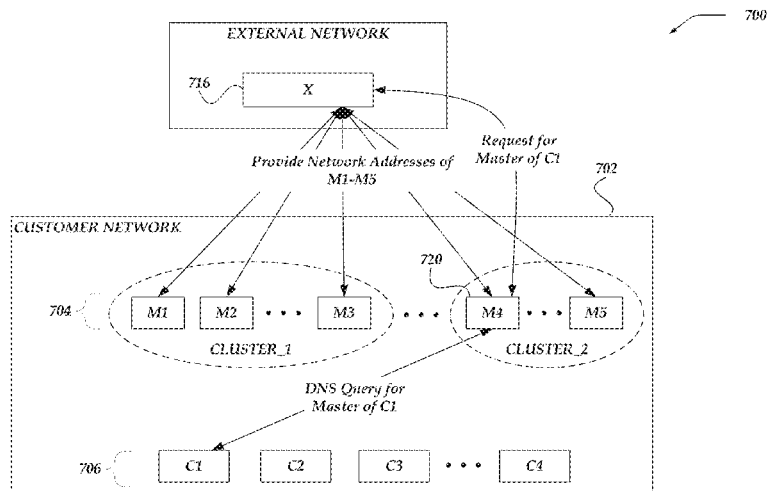 700
EXTERNAL NETWORK
716
X
Request for
Master of C1
Provide Network Addresses of
M1-M5
702
CUSTOMER NETWORK
720
704
M1
M2
M3
M4
M5
CLUSTER_1
CLUSTER_2
DNS Query for
Master of C1
706
C1
C2
C3
C4